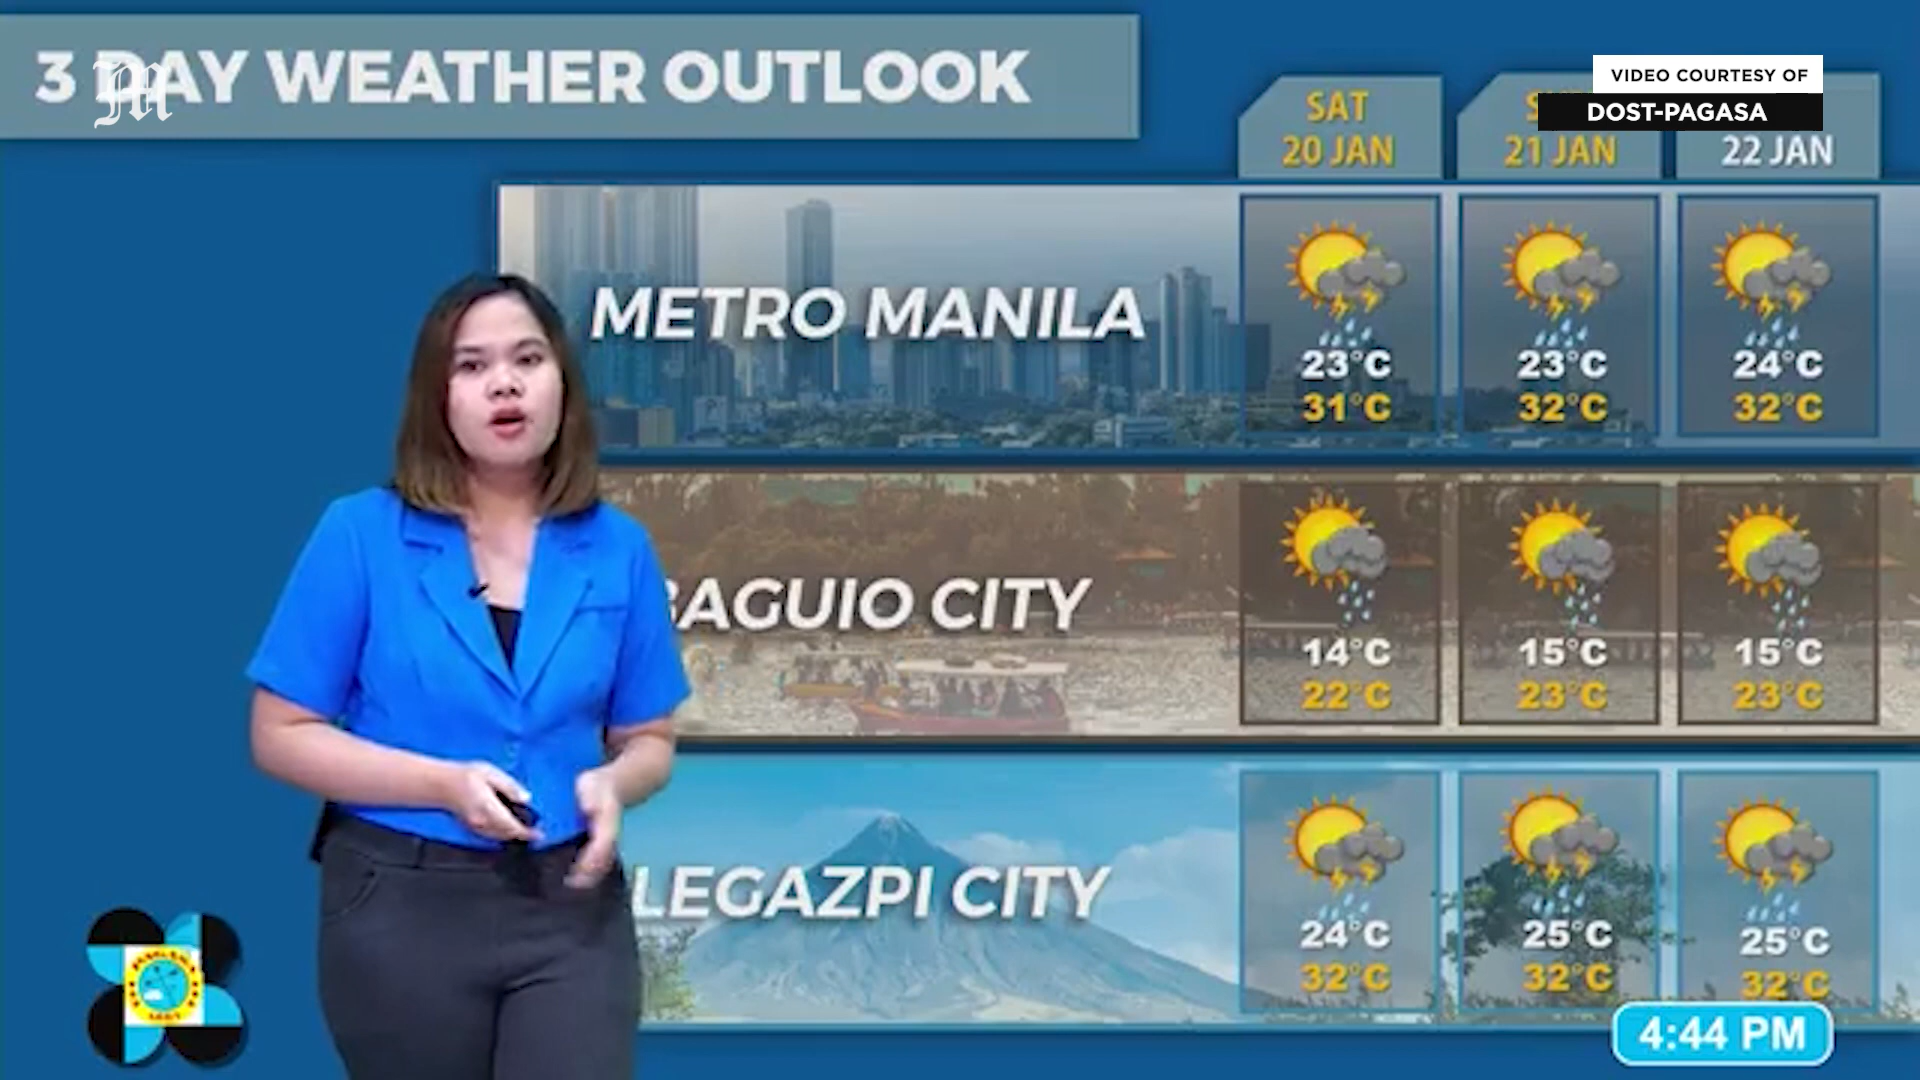 3 DAY WEATHER OUTLOOK
M
VIDEO COURTESY OF
DOST-PAGASA
SAT
20 JAN
21 JAN
22 JAN
METRO MANILA
23°C
31°C
23°C
32°C
24°C
32°C
BAGUIO CITY
14°C
22°C
15°C
23°C
15°C
23°C
LEGAZPI CITY
24°C
32°C
25°C
32°C
25°C
32°C
4:44 PM